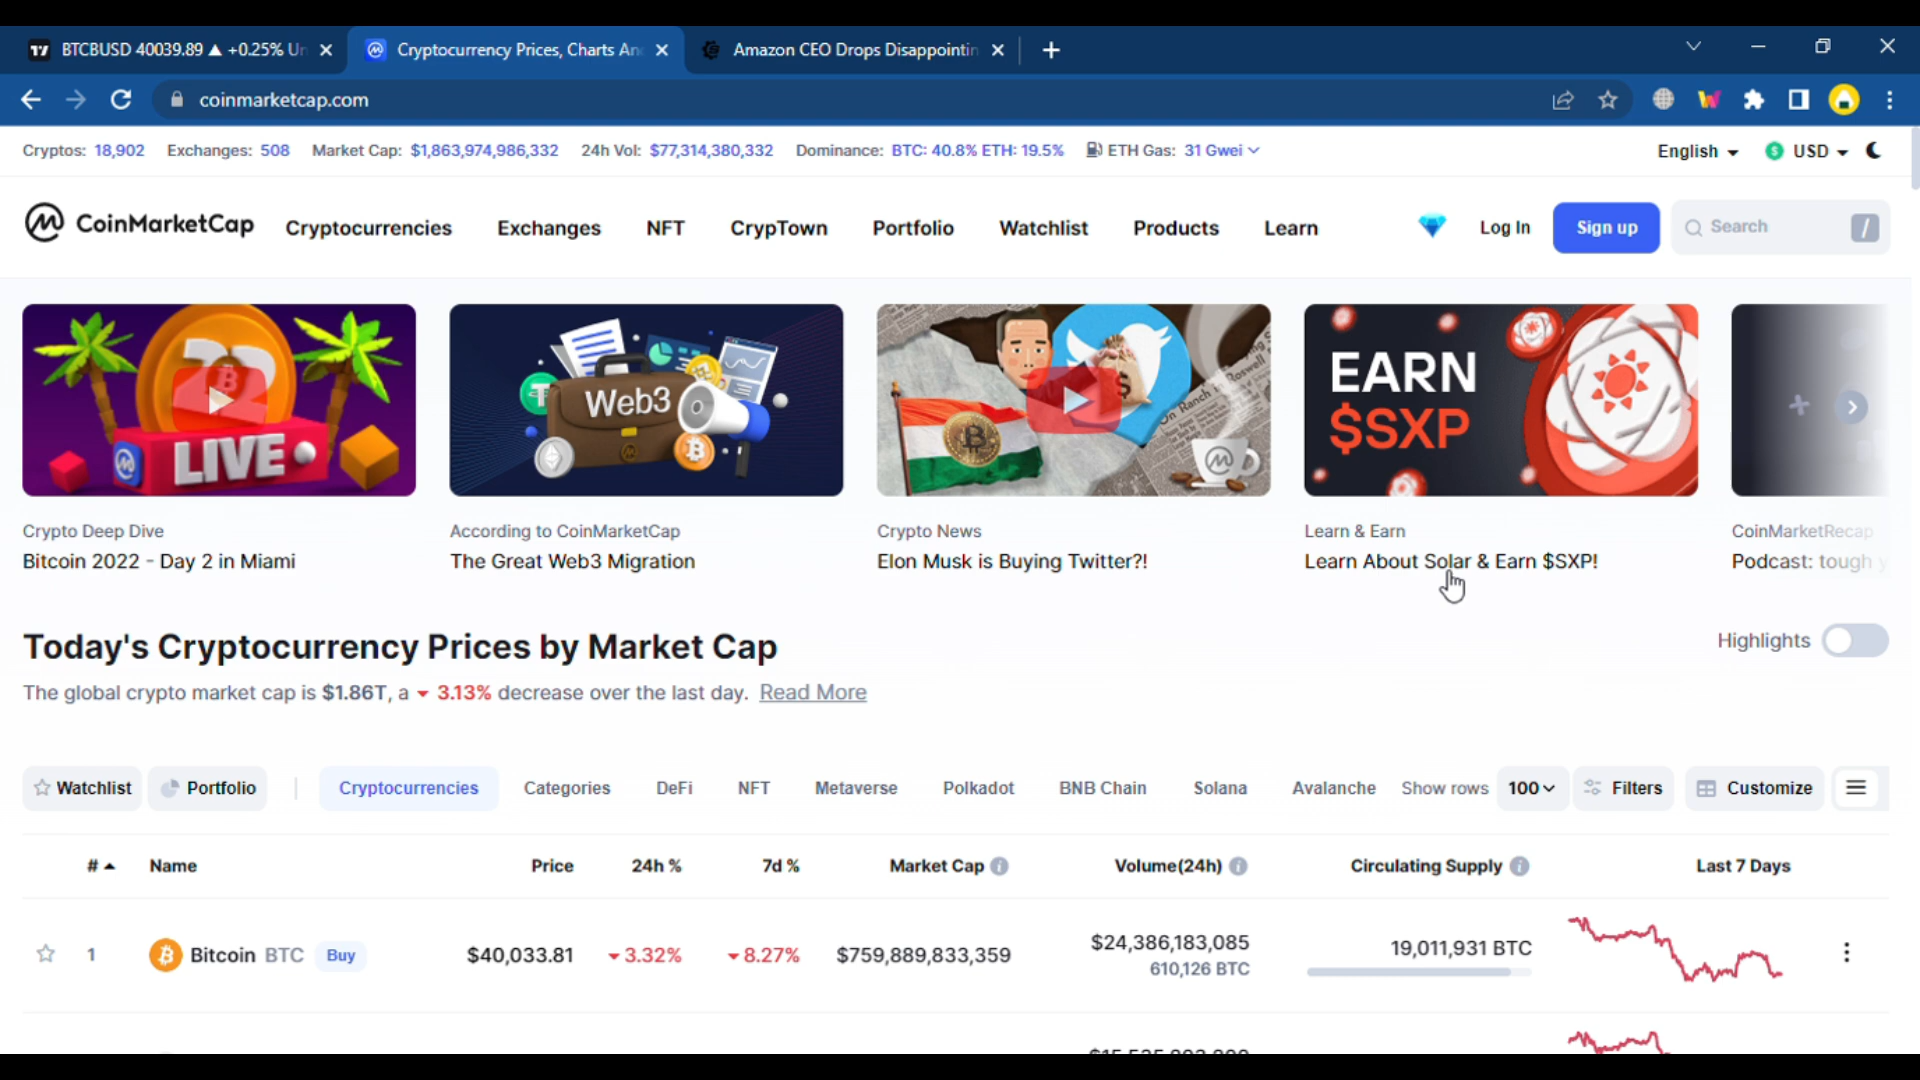 BTCBUSD 40039.89 ▲ +0.25% Un
Cryptocurrency Prices, Charts An
Amazon CEO Drops Disappointin
coinmarketcap.com
Cryptos: 18,902 Exchanges: 508 Market Cap: $1,863,974,986,332 24h Vol: $77,314,380,332 Dominance: BTC: 40.8% ETH: 19.5% ETH Gas: 31 Gwei
English USD
CoinMarketCap Cryptocurrencies Exchanges NFT CrypTown Portfolio Watchlist Products Learn Log In Sign up Search /
22
LIVE
Web3
on Ranch
Roswell
EARN
$SXP
Crypto Deep Dive
Bitcoin 2022 - Day 2 in Miami
According to CoinMarketCap
The Great Web3 Migration
Crypto News
Elon Musk is Buying Twitter?!
Learn & Earn
Learn About Solar & Earn $SXP!
CoinMarketRecap
Podcast: tough y
Today's Cryptocurrency Prices by Market Cap
Highlights
The global crypto market cap is $1.86T, a ▼ 3.13% decrease over the last day. Read More
Watchlist Portfolio Cryptocurrencies Categories DeFi NFT Metaverse Polkadot BNB Chain Solana Avalanche Show rows 100 Filters Customize
# ▲ Name Price 24h % 7d % Market Cap Volume(24h) Circulating Supply Last 7 Days
1 Bitcoin BTC Buy $40,033.81 ▼ 3.32% ▼ 8.27% $759,889,833,359 $24,386,183,085 19,011,931 BTC
610,126 BTC